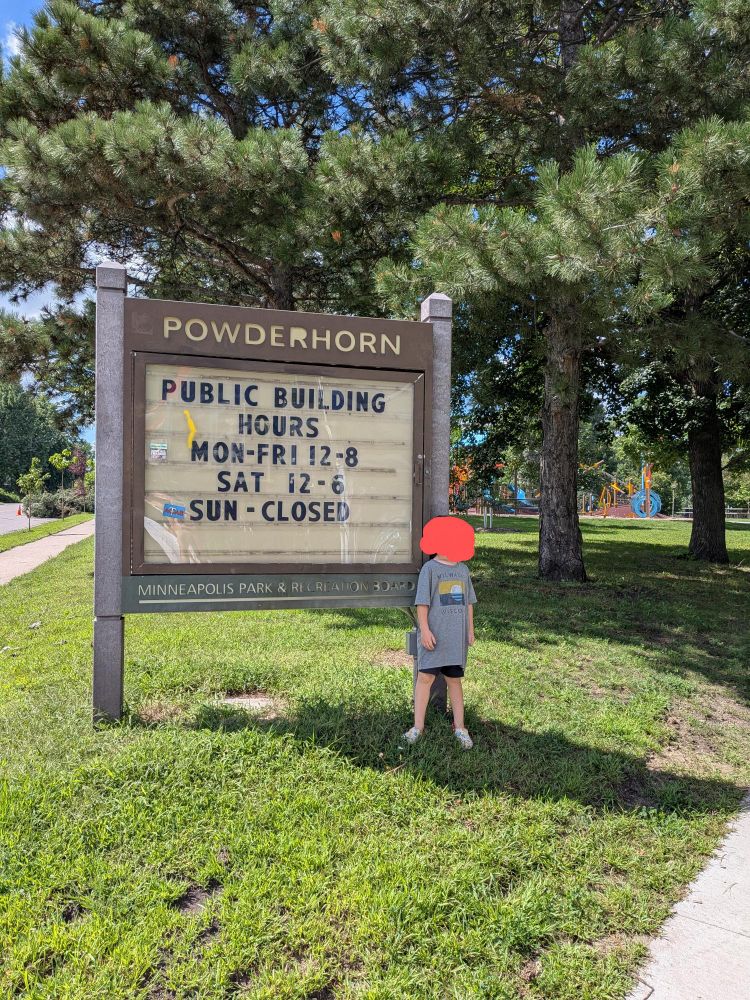 POWDERHORN
PUBLIC BUILDING
HOURS
MON-FRI 12-8
SAT 12-6
SUN - CLOSED
MINNEAPOLIS PARK & RECREATION BOARD